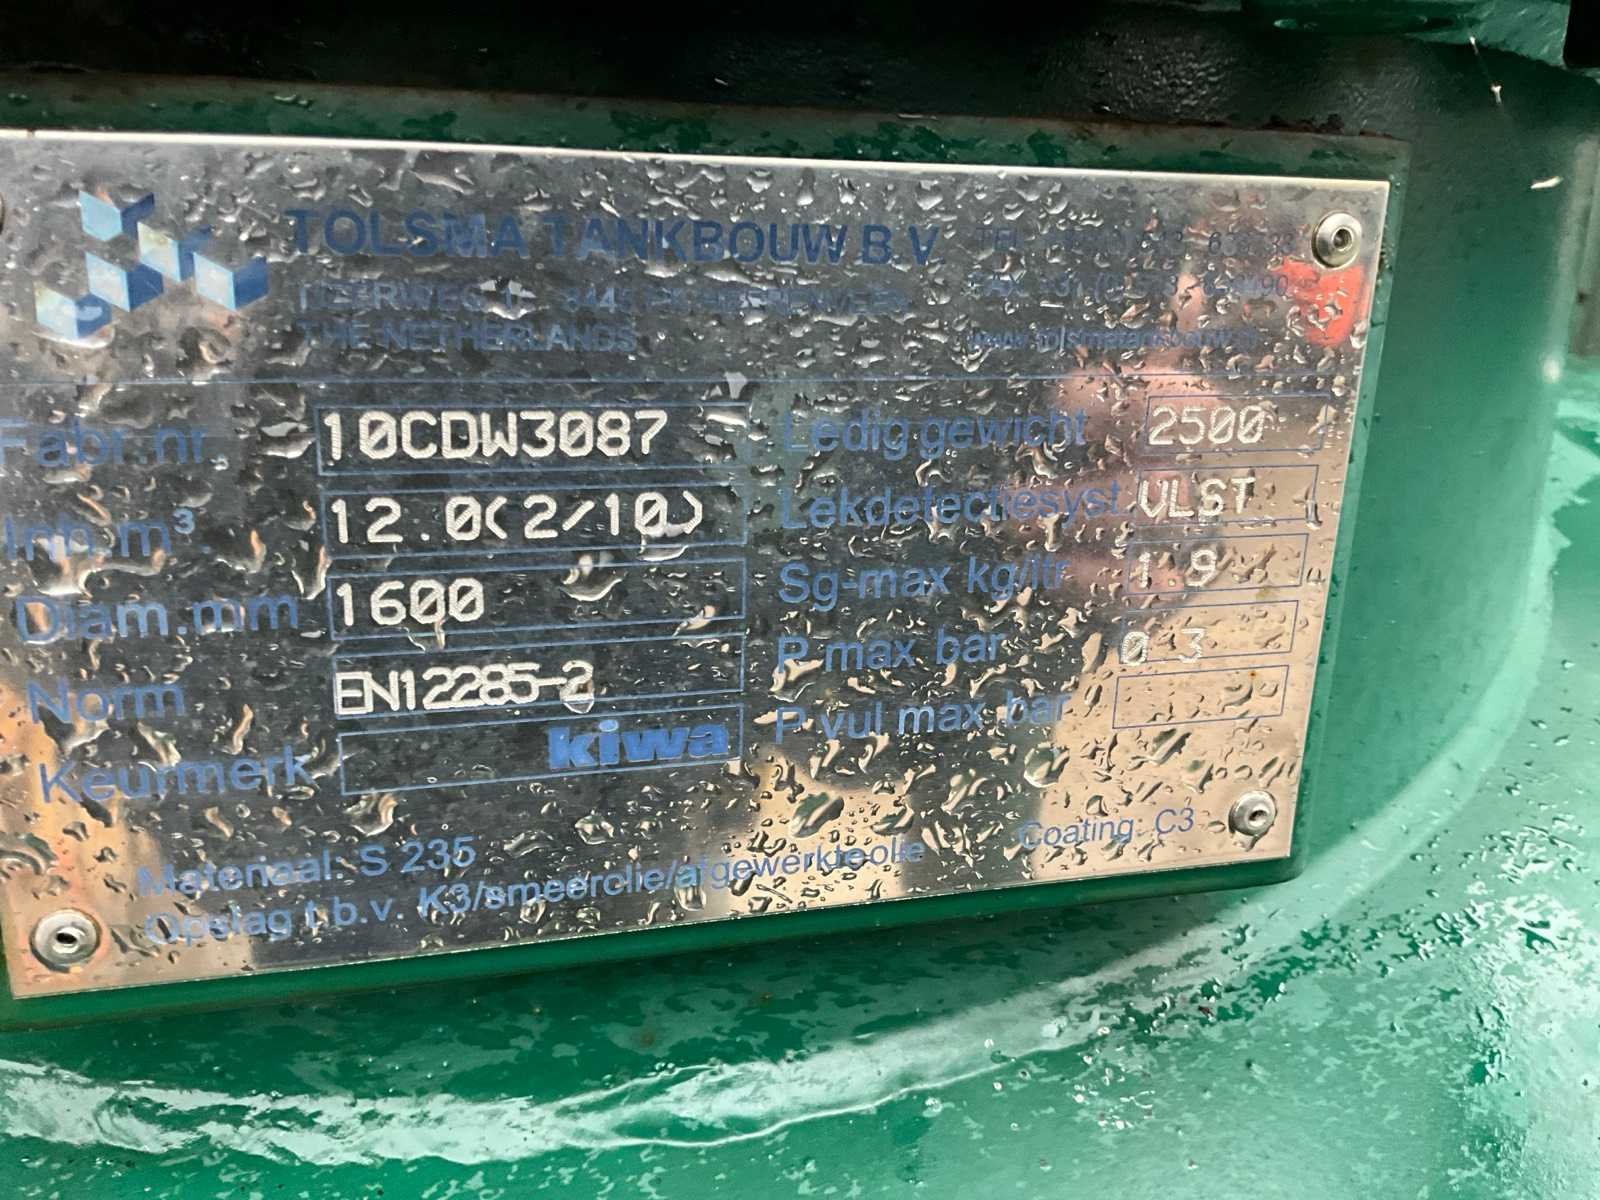 TOLSMA TANKBOUW B.V
THE NETHERLANDS
Fabr.nr. 10CDW3087
Inh.m³. 12.0(2/10)
Diam.mm 1600
Norm EN12285-2
Keurmerk kiwa
Ledig gewicht 2500
Lekdetectiesyst. VLST
Sg-max kg/ltr 1.9
P max bar 0.3
P vul max bar
Materiaal: S 235
Opslag t.b.v. K3/smeerolie/afgewerkteolie
Coating: C3